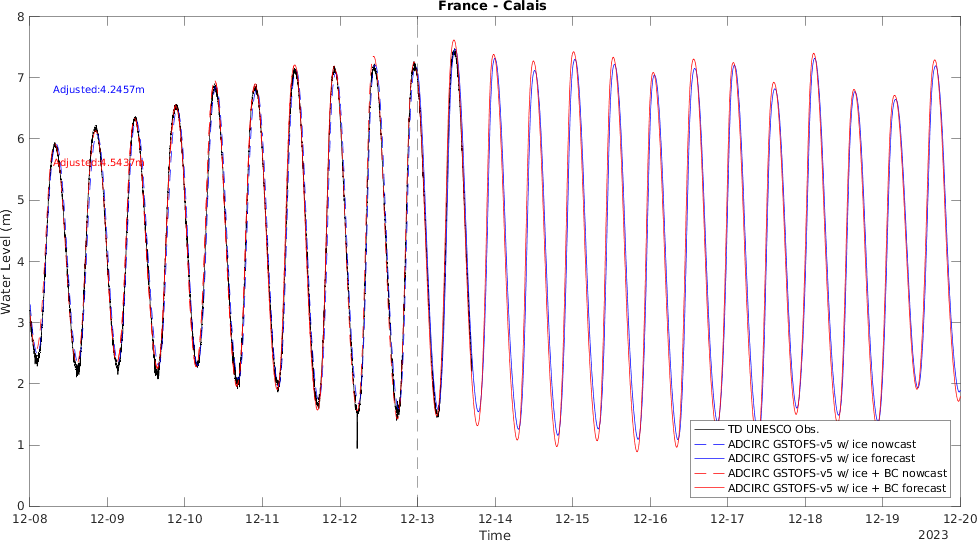 France - Calais
8
7
6
5
4
3
2
1
0
Water Level (m)
Adjusted:4.2457m
Adjusted:4.5437m
TD UNESCO Obs.
ADCIRC GSTOFS-v5 w/ ice nowcast
ADCIRC GSTOFS-v5 w/ ice forecast
ADCIRC GSTOFS-v5 w/ ice + BC nowcast
ADCIRC GSTOFS-v5 w/ ice + BC forecast
12-08 12-09 12-10 12-11 12-12 12-13 12-14 12-15 12-16 12-17 12-18 12-19 12-20
Time
2023